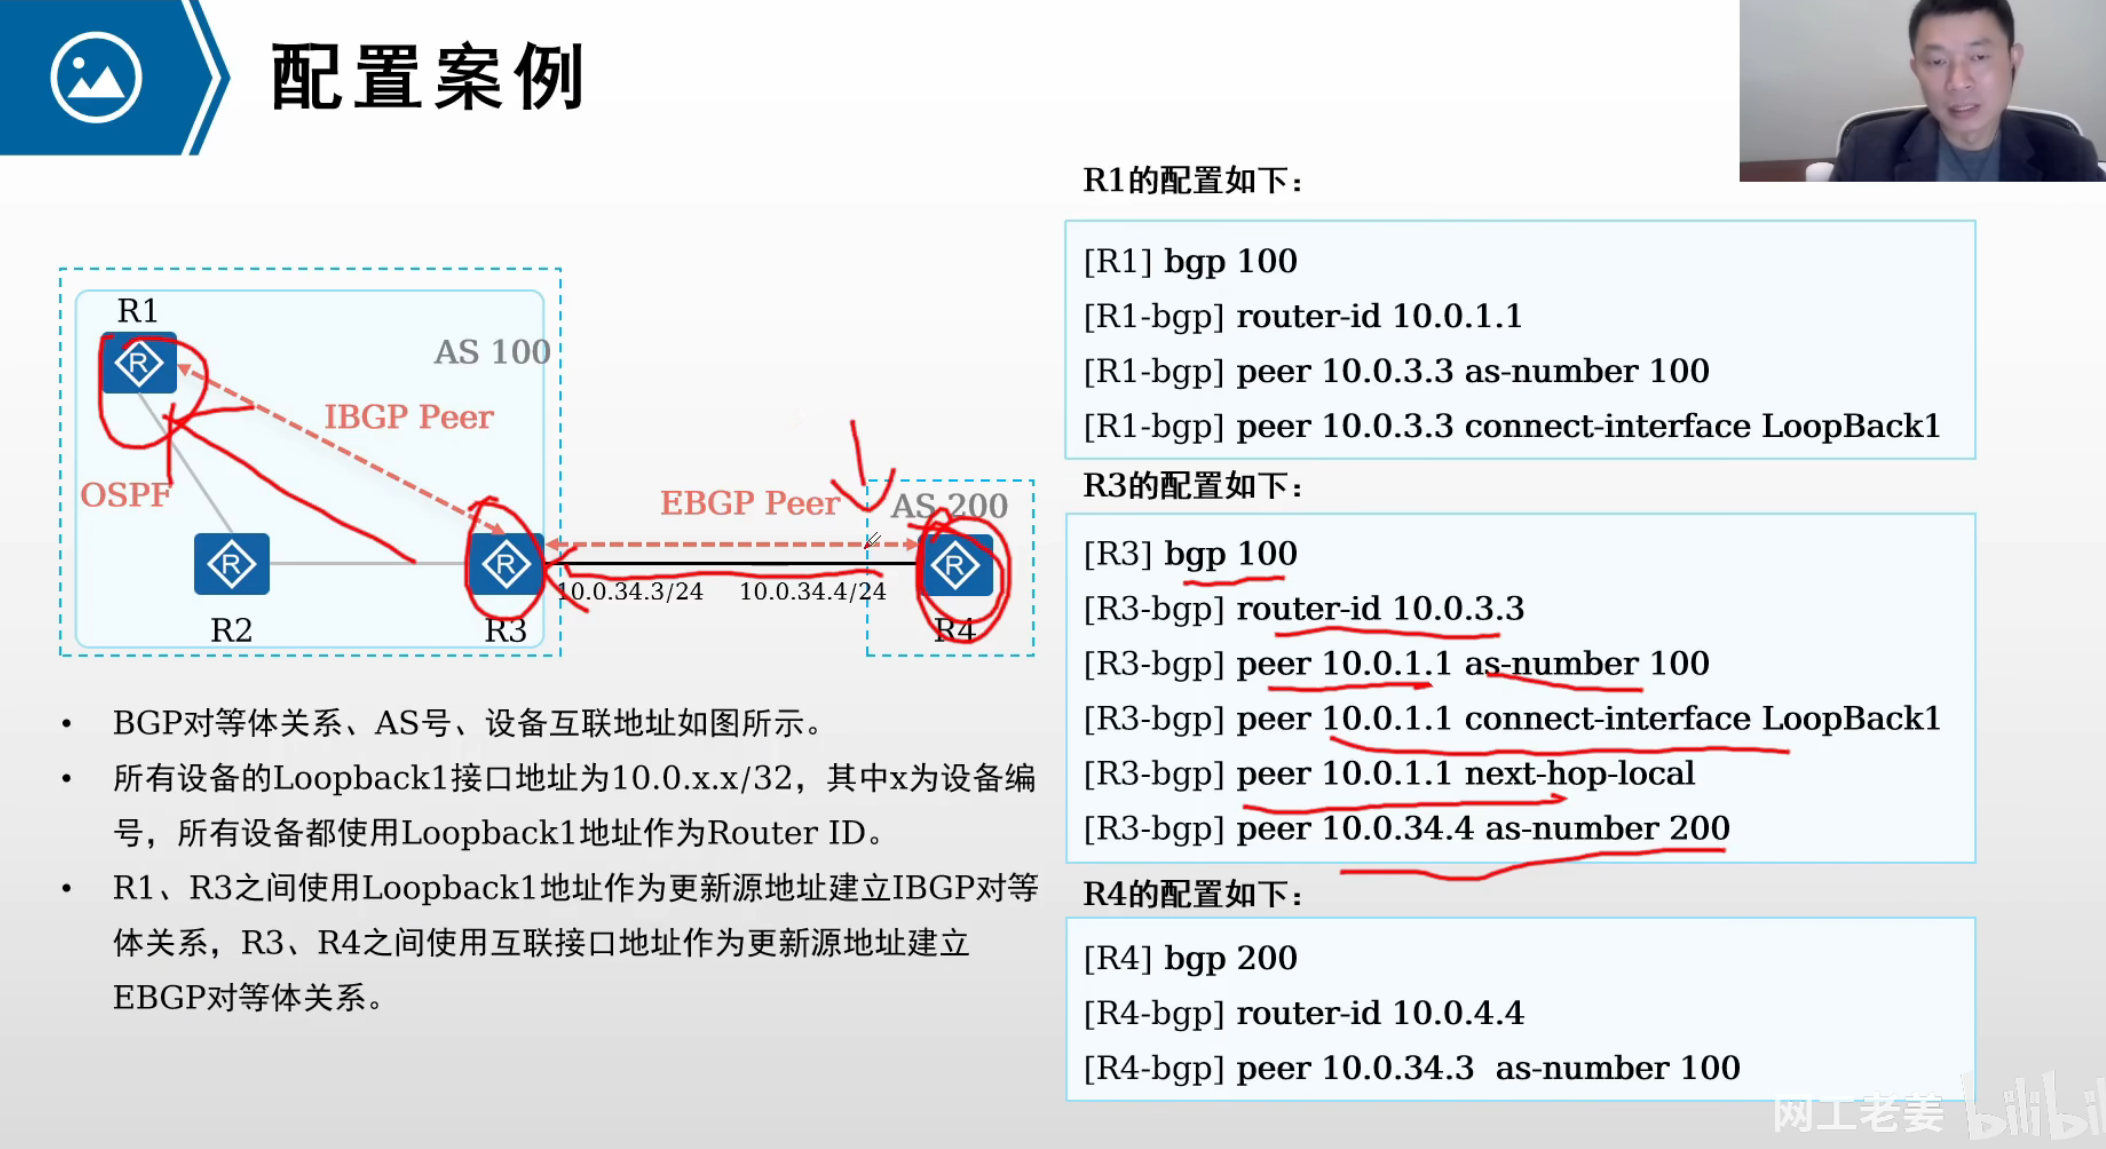 配置案例
R1
AS 100
IBGP Peer
OSPF
EBGP Peer
AS 200
10.0.34.3/24
10.0.34.4/24
R2
R3
R4
• BGP对等体关系、AS号、设备互联地址如图所示。
• 所有设备的Loopback1接口地址为10.0.x.x/32，其中x为设备编
号，所有设备都使用Loopback1地址作为Router ID。
• R1、R3之间使用Loopback1地址作为更新源地址建立IBGP对等
体关系，R3、R4之间使用互联接口地址作为更新源地址建立
EBGP对等体关系。
R1的配置如下：
[R1] bgp 100
[R1-bgp] router-id 10.0.1.1
[R1-bgp] peer 10.0.3.3 as-number 100
[R1-bgp] peer 10.0.3.3 connect-interface LoopBack1
R3的配置如下：
[R3] bgp 100
[R3-bgp] router-id 10.0.3.3
[R3-bgp] peer 10.0.1.1 as-number 100
[R3-bgp] peer 10.0.1.1 connect-interface LoopBack1
[R3-bgp] peer 10.0.1.1 next-hop-local
[R3-bgp] peer 10.0.34.4 as-number 200
R4的配置如下：
[R4] bgp 200
[R4-bgp] router-id 10.0.4.4
[R4-bgp] peer 10.0.34.3 as-number 100
网工老姜 bilibili